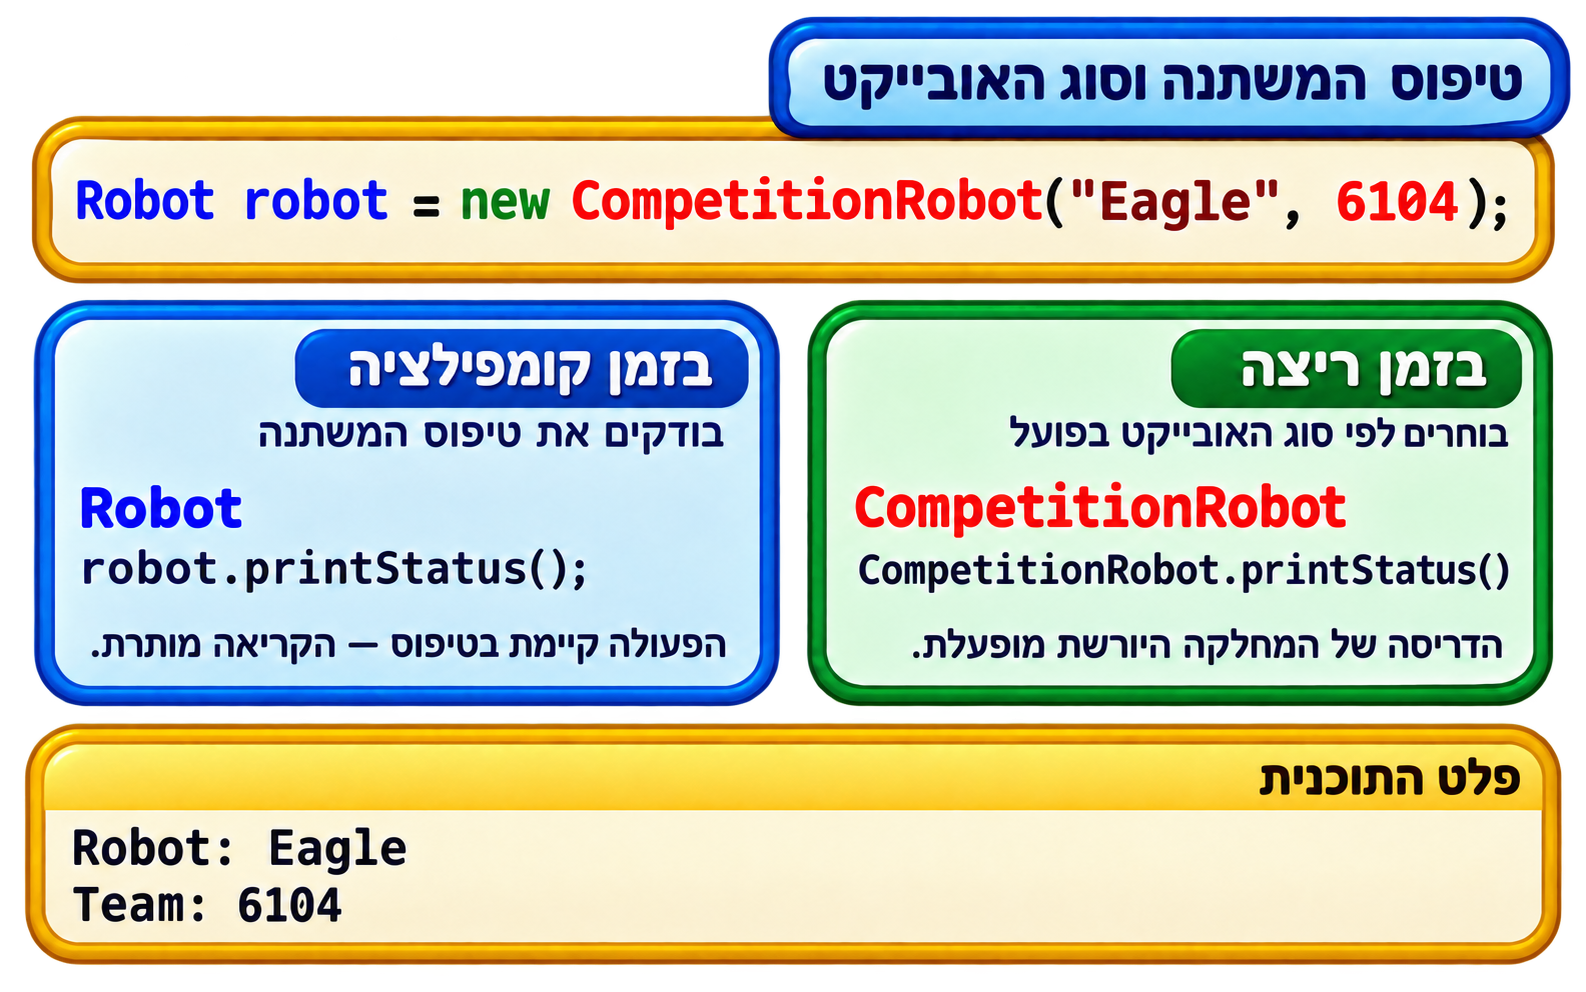 טיפוס המשתנה וסוג האובייקט
Robot robot = new CompetitionRobot("Eagle", 6104);
בזמן קומפילציה
בודקים את טיפוס המשתנה
Robot
robot.printStatus();
הפעולה קיימת בטיפוס — הקריאה מותרת.
בזמן ריצה
בוחרים לפי סוג האובייקט בפועל
CompetitionRobot
CompetitionRobot.printStatus()
הדריסה של המחלקה היורשת מופעלת.
פלט התוכנית
Robot: Eagle
Team: 6104